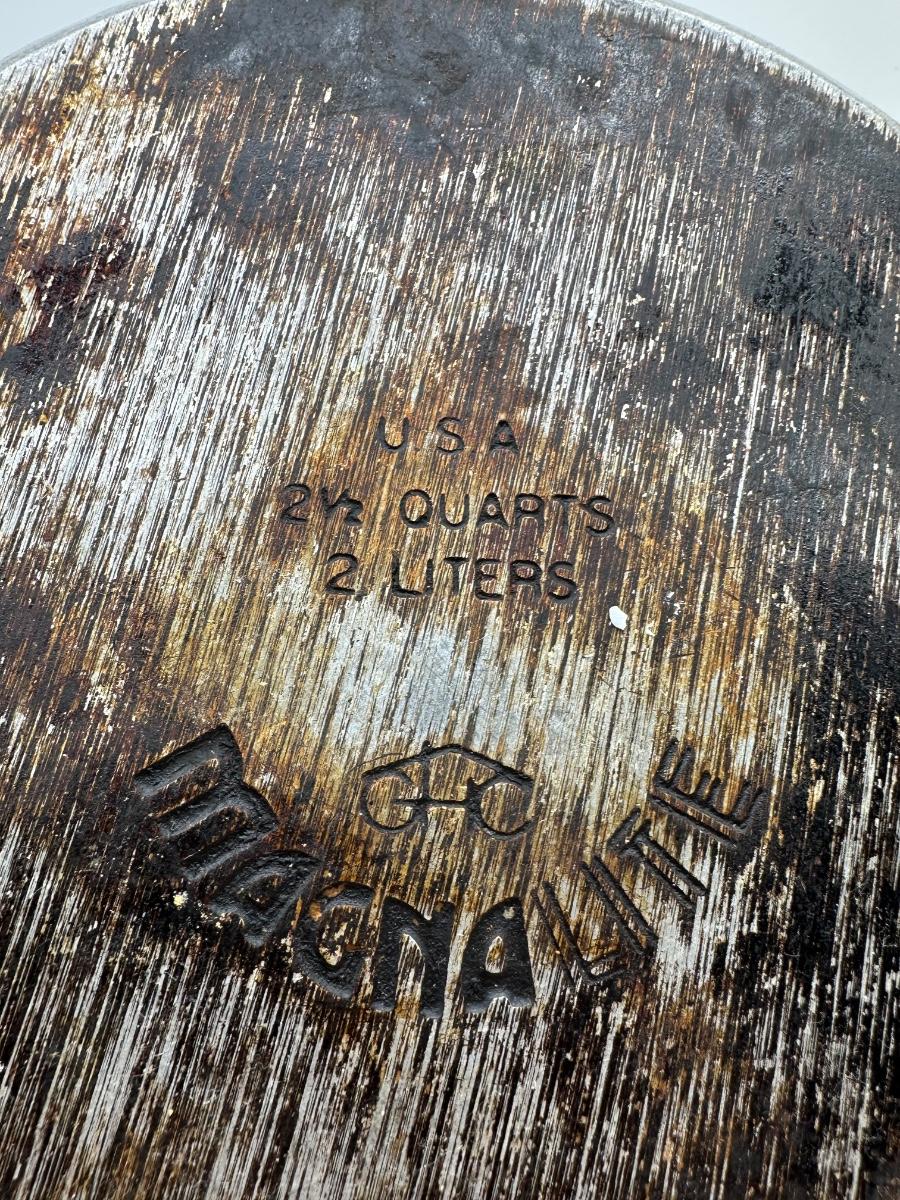 USA
2½ QUARTS
2 LITERS
GHC
MAGNALITE